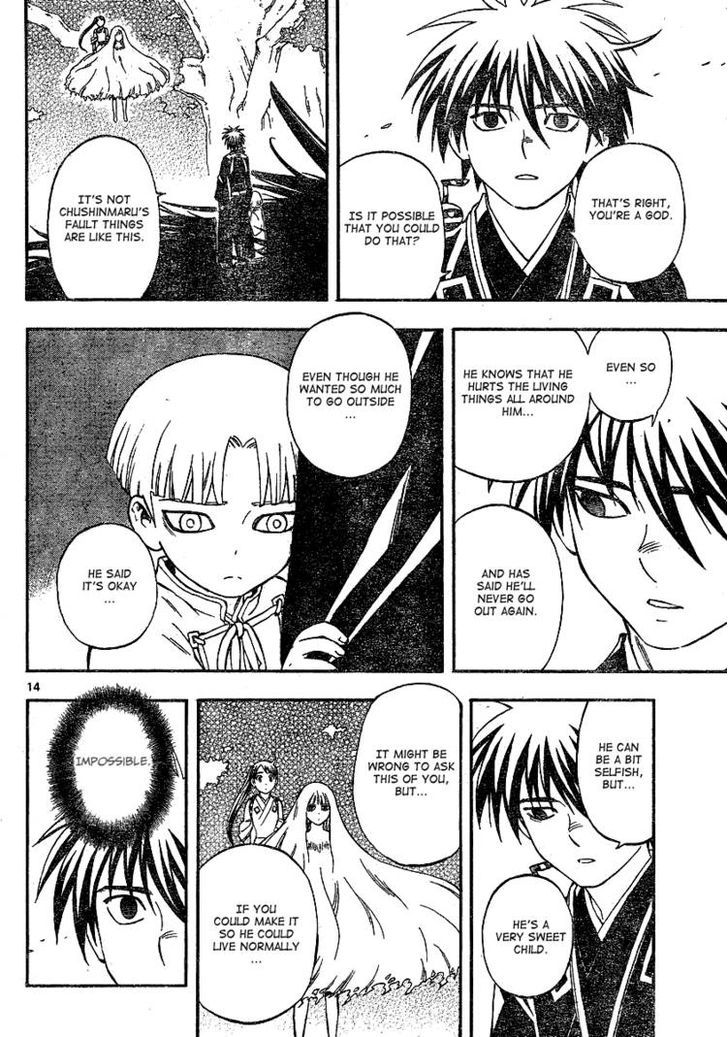 THAT'S RIGHT,
YOU'RE A GOD.
IS IT POSSIBLE
THAT YOU COULD
DO THAT?
IT'S NOT
CHUSHINMARU'S
FAULT THINGS
ARE LIKE THIS.
EVEN SO
...
HE KNOWS THAT HE
HURTS THE LIVING
THINGS ALL AROUND
HIM...
AND HAS
SAID HE'LL
NEVER GO
OUT AGAIN.
EVEN THOUGH HE
WANTED SO MUCH
TO GO OUTSIDE
...
HE SAID
IT'S OKAY
...
14
HE CAN
BE A BIT
SELFISH,
BUT...
HE'S A
VERY SWEET
CHILD.
IT MIGHT BE
WRONG TO ASK
THIS OF YOU,
BUT...
IF YOU
COULD MAKE IT
SO HE COULD
LIVE NORMALLY
...
IMPOSSIBLE.